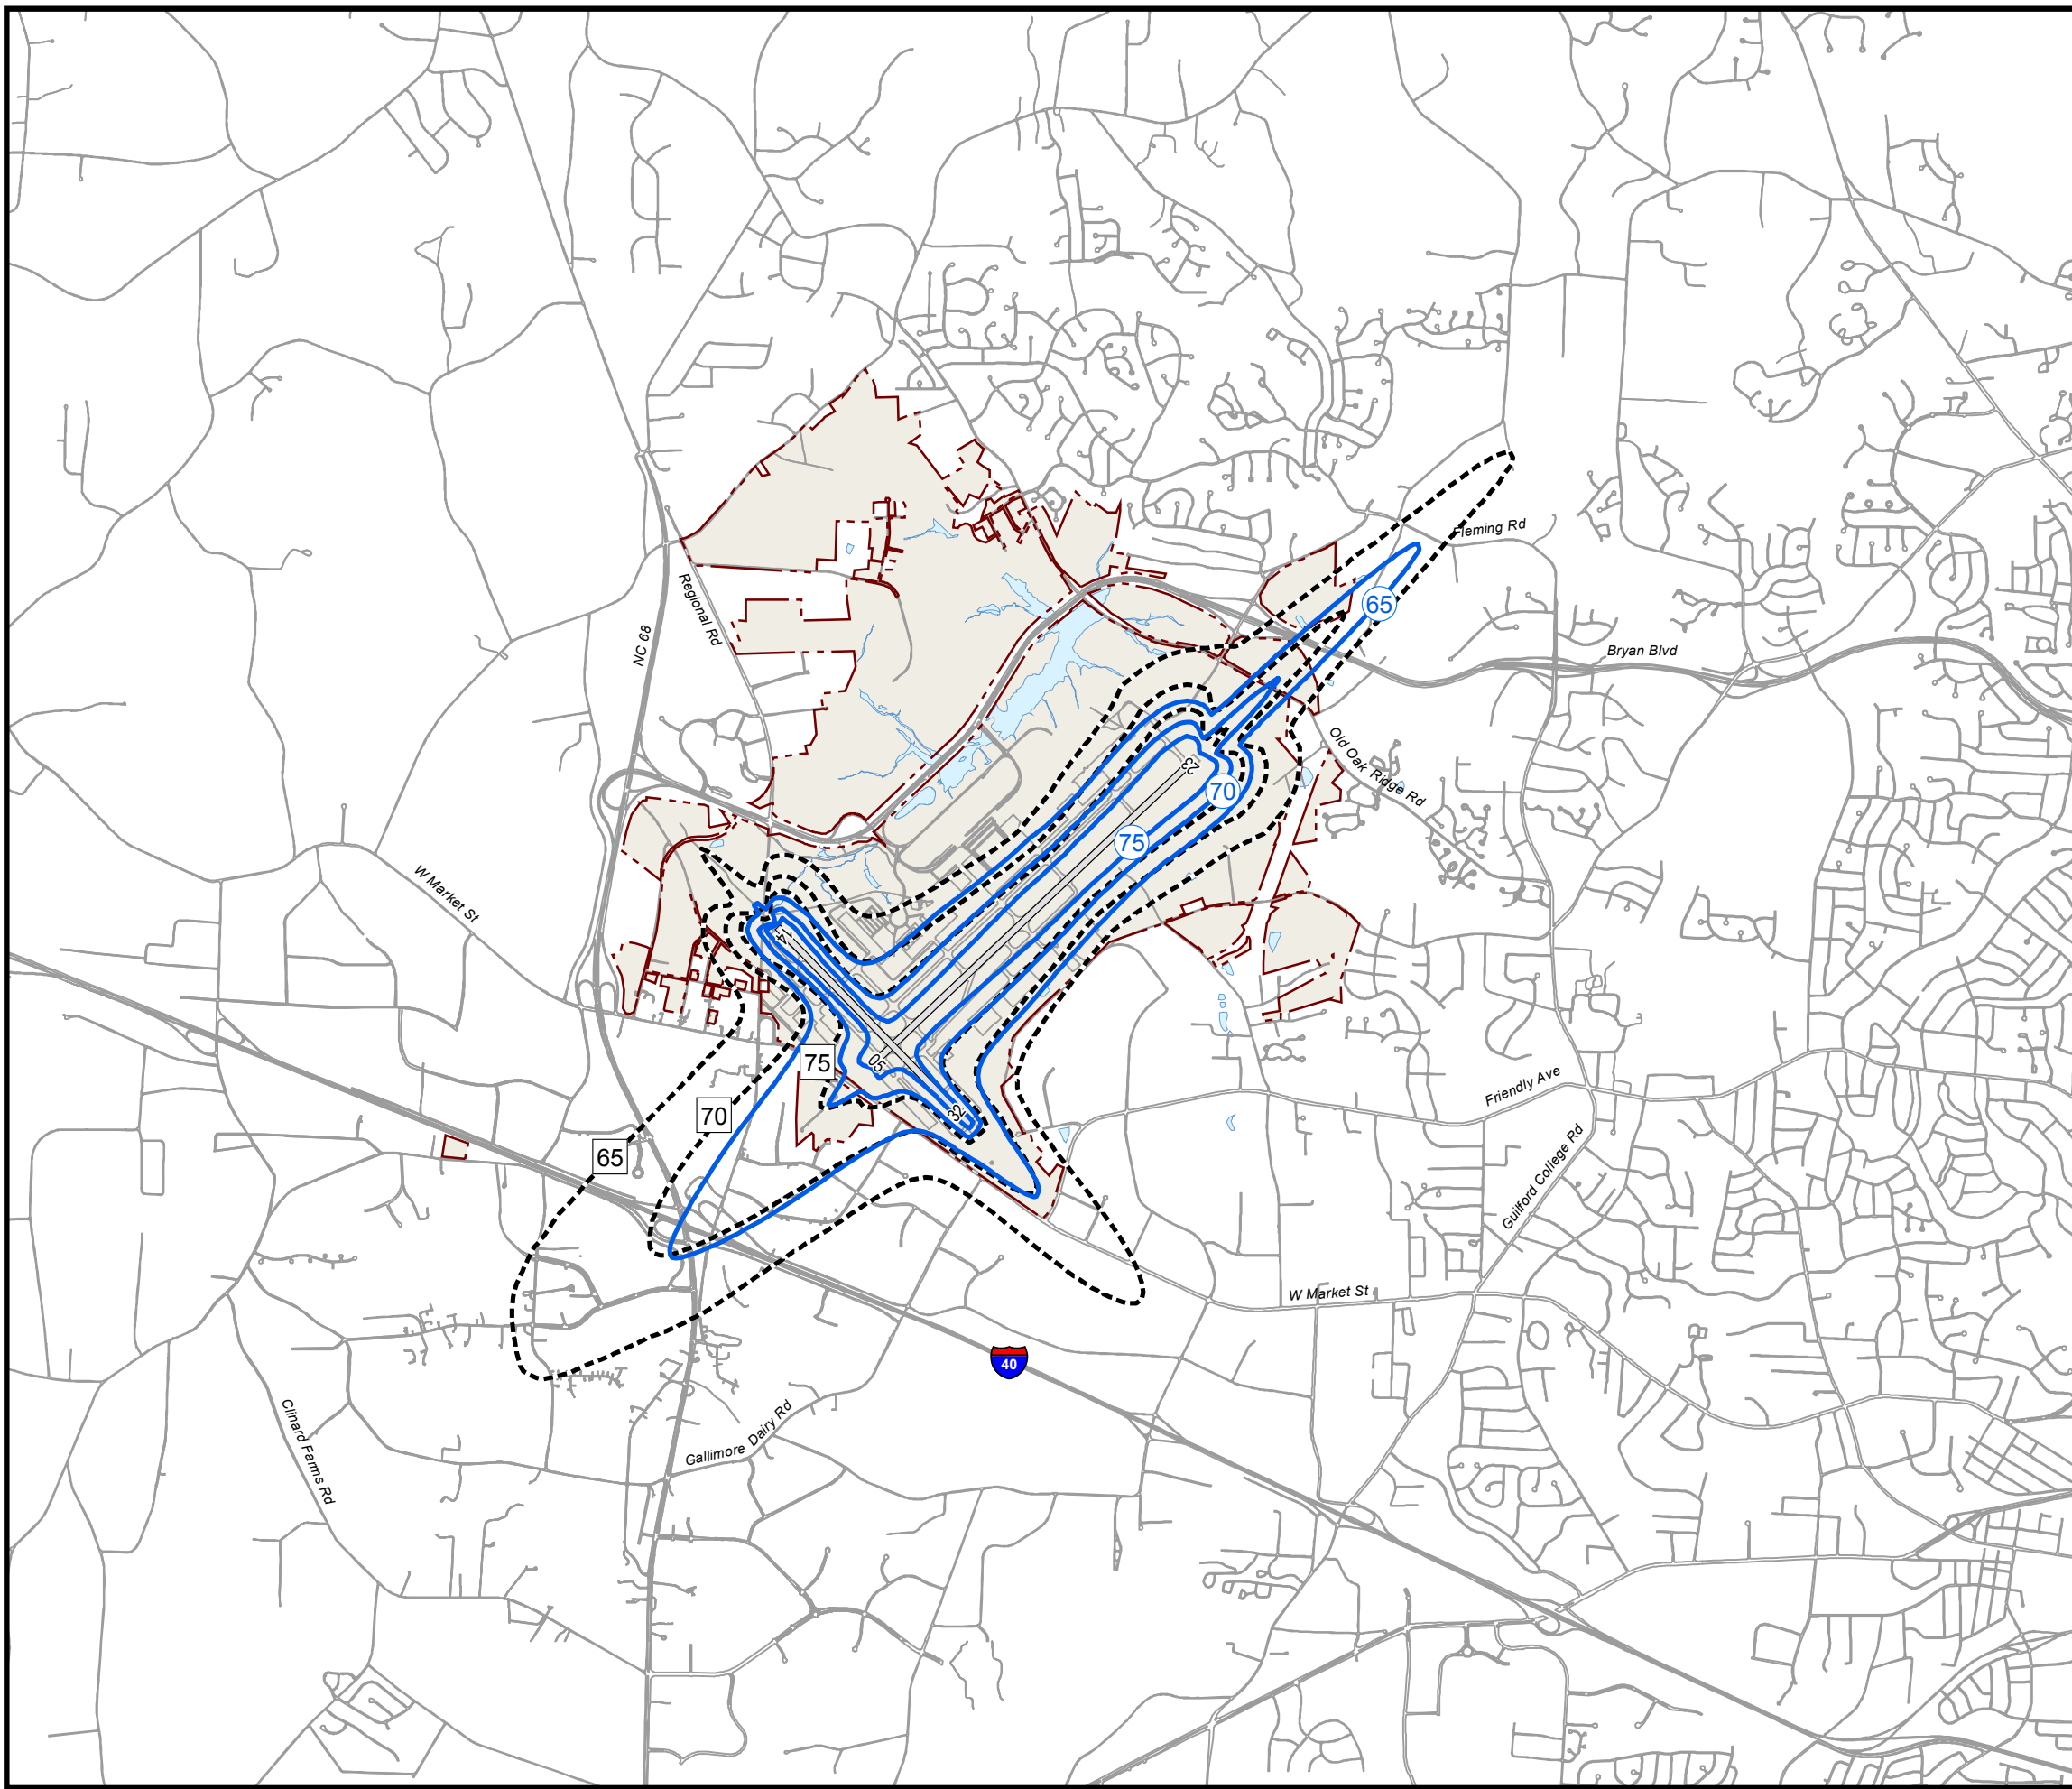 Fleming Rd
65
Regional Rd
NC 68
Bryan Blvd
Old Oak Ridge Rd
23
70
75
W Market St
14
05
75
32
70
65
Friendly Ave
Guilford College Rd
W Market St
40
Clinard Farms Rd
Gallimore Dairy Rd